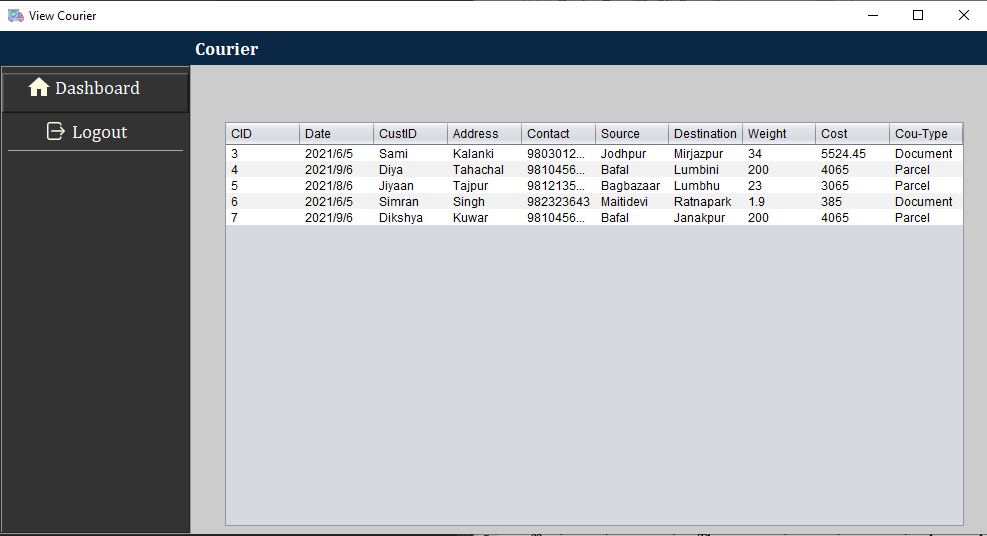 View Courier
Courier
Dashboard
Logout
CID Date CustID Address Contact Source Destination Weight Cost Cou-Type
3 2021/6/5 Sami Kalanki 9803012... Jodhpur Mirjazpur 34 5524.45 Document
4 2021/9/6 Diya Tahachal 9810456... Bafal Lumbini 200 4065 Parcel
5 2021/8/6 Jiyaan Tajpur 9812135... Bagbazaar Lumbhu 23 3065 Parcel
6 2021/6/5 Simran Singh 982323643 Maitidevi Ratnapark 1.9 385 Document
7 2021/9/6 Dikshya Kuwar 9810456... Bafal Janakpur 200 4065 Parcel